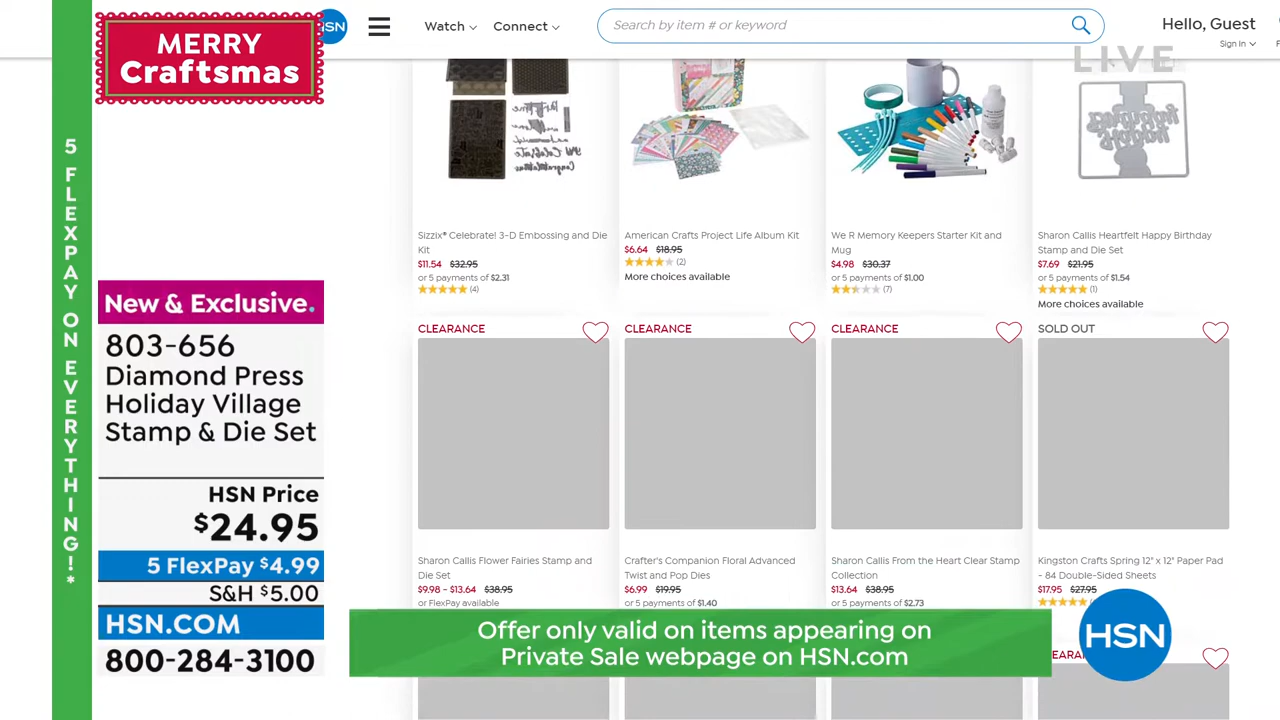 MERRY
Craftsmas
HSN
Watch
Connect
Search by item # or keyword
Hello, Guest
Sign In
LIVE
5 FLEXPAY ON EVERYTHING!*
Sizzix® Celebrate! 3-D Embossing and Die
Kit
$11.54 $32.95
or 5 payments of $2.31
(4)
American Crafts Project Life Album Kit
$6.64 $18.95
(2)
More choices available
We R Memory Keepers Starter Kit and
Mug
$4.98 $30.37
or 5 payments of $1.00
(7)
Sharon Callis Heartfelt Happy Birthday
Stamp and Die Set
$7.69 $21.95
or 5 payments of $1.54
(1)
More choices available
New & Exclusive.
803-656
Diamond Press
Holiday Village
Stamp & Die Set
HSN Price
$24.95
5 FlexPay $4.99
S&H $5.00
HSN.COM
800-284-3100
CLEARANCE
Sharon Callis Flower Fairies Stamp and
Die Set
$9.98 - $13.64 $38.95
or FlexPay available
CLEARANCE
Crafter's Companion Floral Advanced
Twist and Pop Dies
$6.99 $19.95
or 5 payments of $1.40
CLEARANCE
Sharon Callis From the Heart Clear Stamp
Collection
$13.64 $38.95
or 5 payments of $2.73
SOLD OUT
Kingston Crafts Spring 12" x 12" Paper Pad
- 84 Double-Sided Sheets
$17.95 $27.95
Offer only valid on items appearing on
Private Sale webpage on HSN.com
HSN